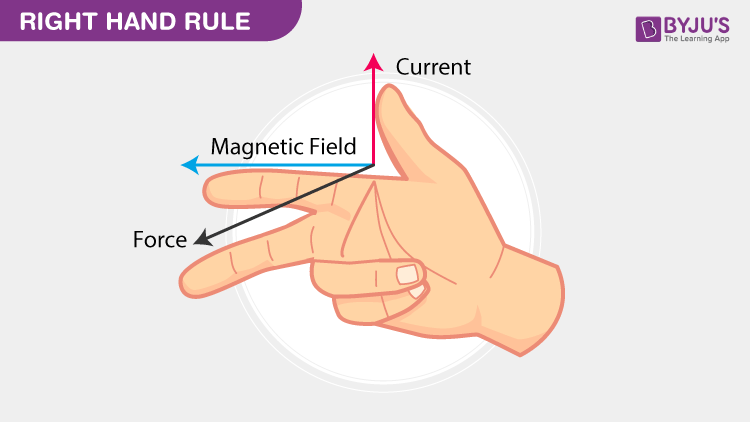 RIGHT HAND RULE
BYJU'S
The Learning App
Current
Magnetic Field
Force